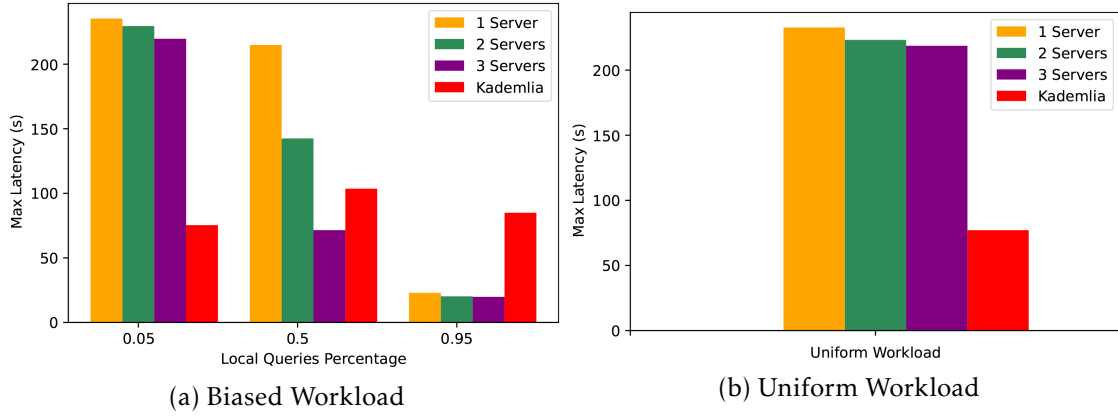 Max Latency (s)
200
150
100
50
0
1 Server
2 Servers
3 Servers
Kademlia
0.05
0.5
0.95
Local Queries Percentage
(a) Biased Workload
Max Latency (s)
200
150
100
50
0
1 Server
2 Servers
3 Servers
Kademlia
Uniform Workload
(b) Uniform Workload